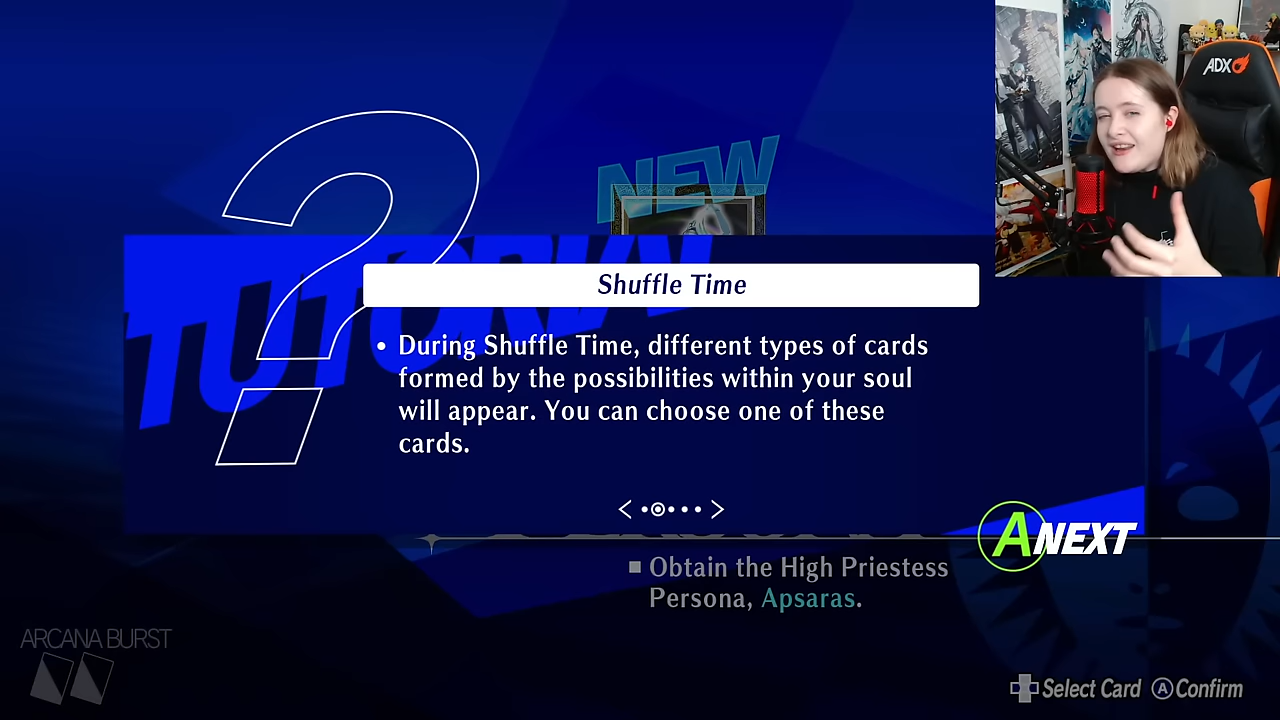 ADX
NEW
TUTORIAL
Shuffle Time
• During Shuffle Time, different types of cards
formed by the possibilities within your soul
will appear. You can choose one of these
cards.
A NEXT
Obtain the High Priestess
Persona, Apsaras.
ARCANA BURST
Select Card A Confirm